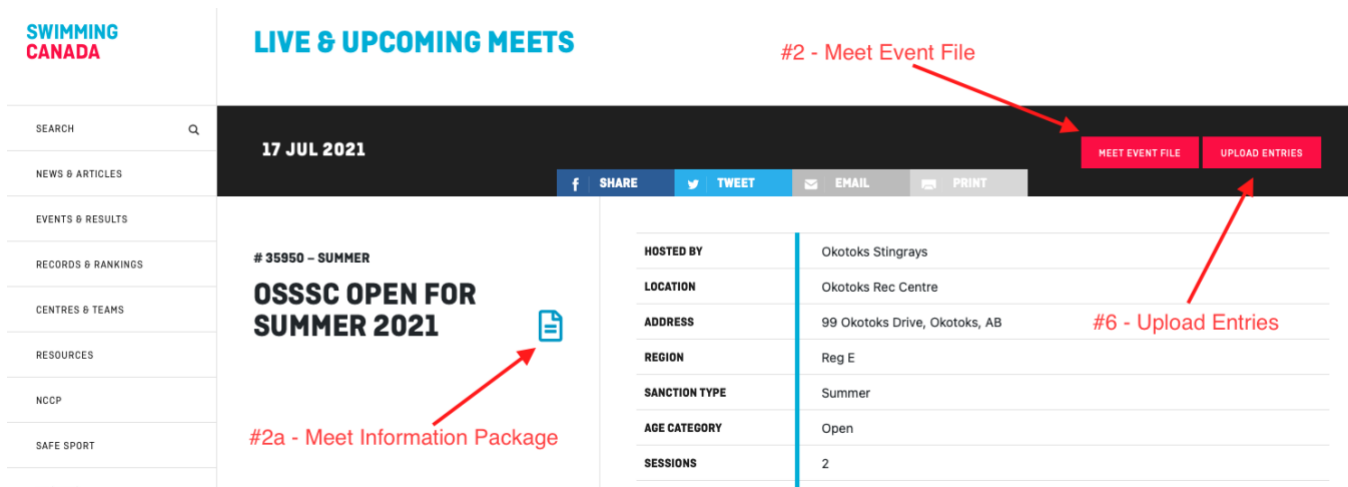 SWIMMING
CANADA
LIVE & UPCOMING MEETS
#2 - Meet Event File
SEARCH
NEWS & ARTICLES
EVENTS & RESULTS
RECORDS & RANKINGS
CENTRES & TEAMS
RESOURCES
NCCP
SAFE SPORT
17 JUL 2021
MEET EVENT FILE
UPLOAD ENTRIES
f SHARE
TWEET
EMAIL
PRINT
# 35950 – SUMMER
OSSSC OPEN FOR
SUMMER 2021
#2a - Meet Information Package
HOSTED BY Okotoks Stingrays
LOCATION Okotoks Rec Centre
ADDRESS 99 Okotoks Drive, Okotoks, AB
REGION Reg E
SANCTION TYPE Summer
AGE CATEGORY Open
SESSIONS 2
#6 - Upload Entries